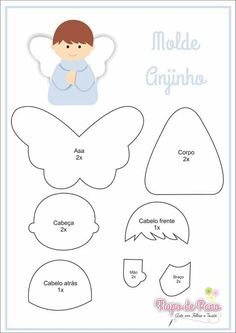 Molde
Anjinho
Asa
2x
Corpo
2x
Cabeça
2x
Cabelo frente
1x
Cabelo atrás
1x
Mão
2x
Braço
2x
Fiapo de Pano